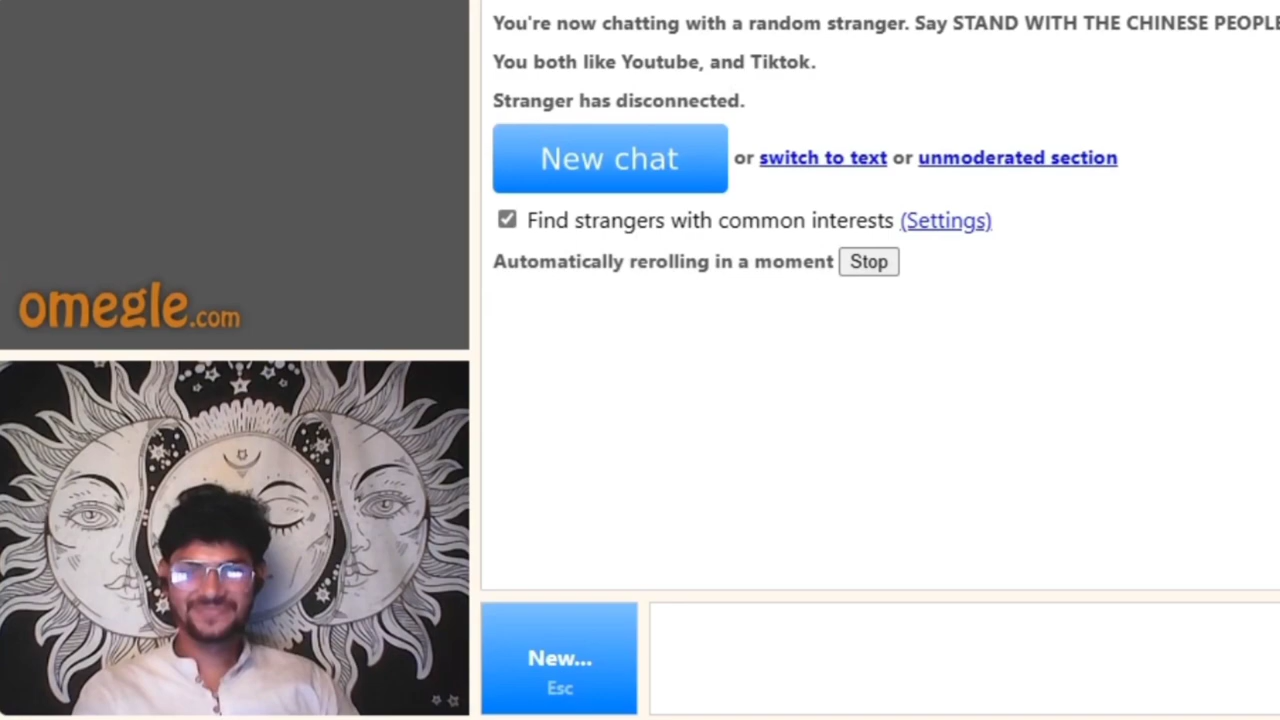 You're now chatting with a random stranger. Say STAND WITH THE CHINESE PEOPLE
You both like Youtube, and Tiktok.
Stranger has disconnected.
New chat or switch to text or unmoderated section
Find strangers with common interests (Settings)
Automatically rerolling in a moment Stop
omegle.com
New...
Esc